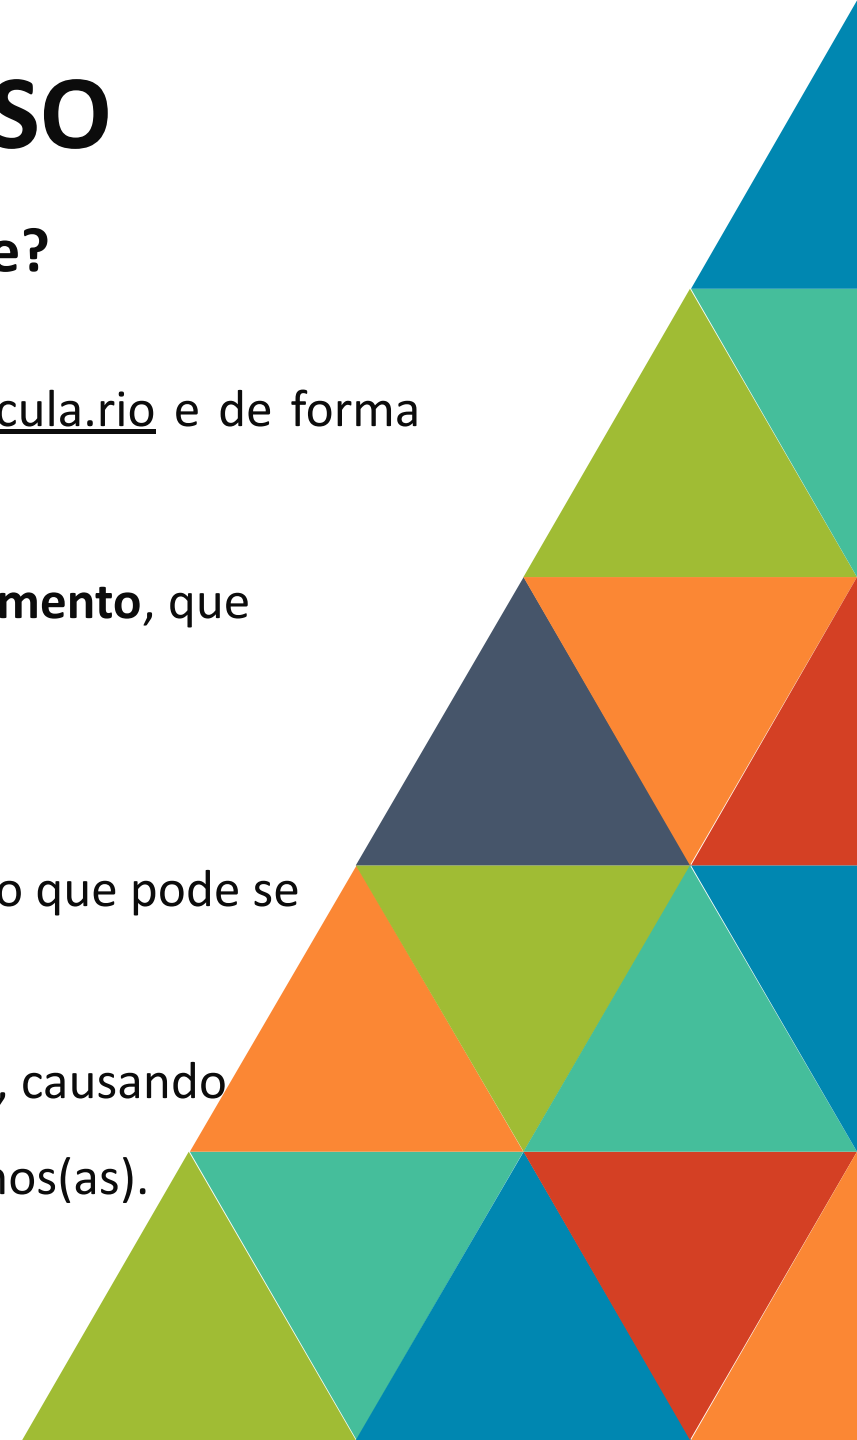 SO
e?
cula.rio e de forma
mento, que
o que pode se
, causando
nos(as).